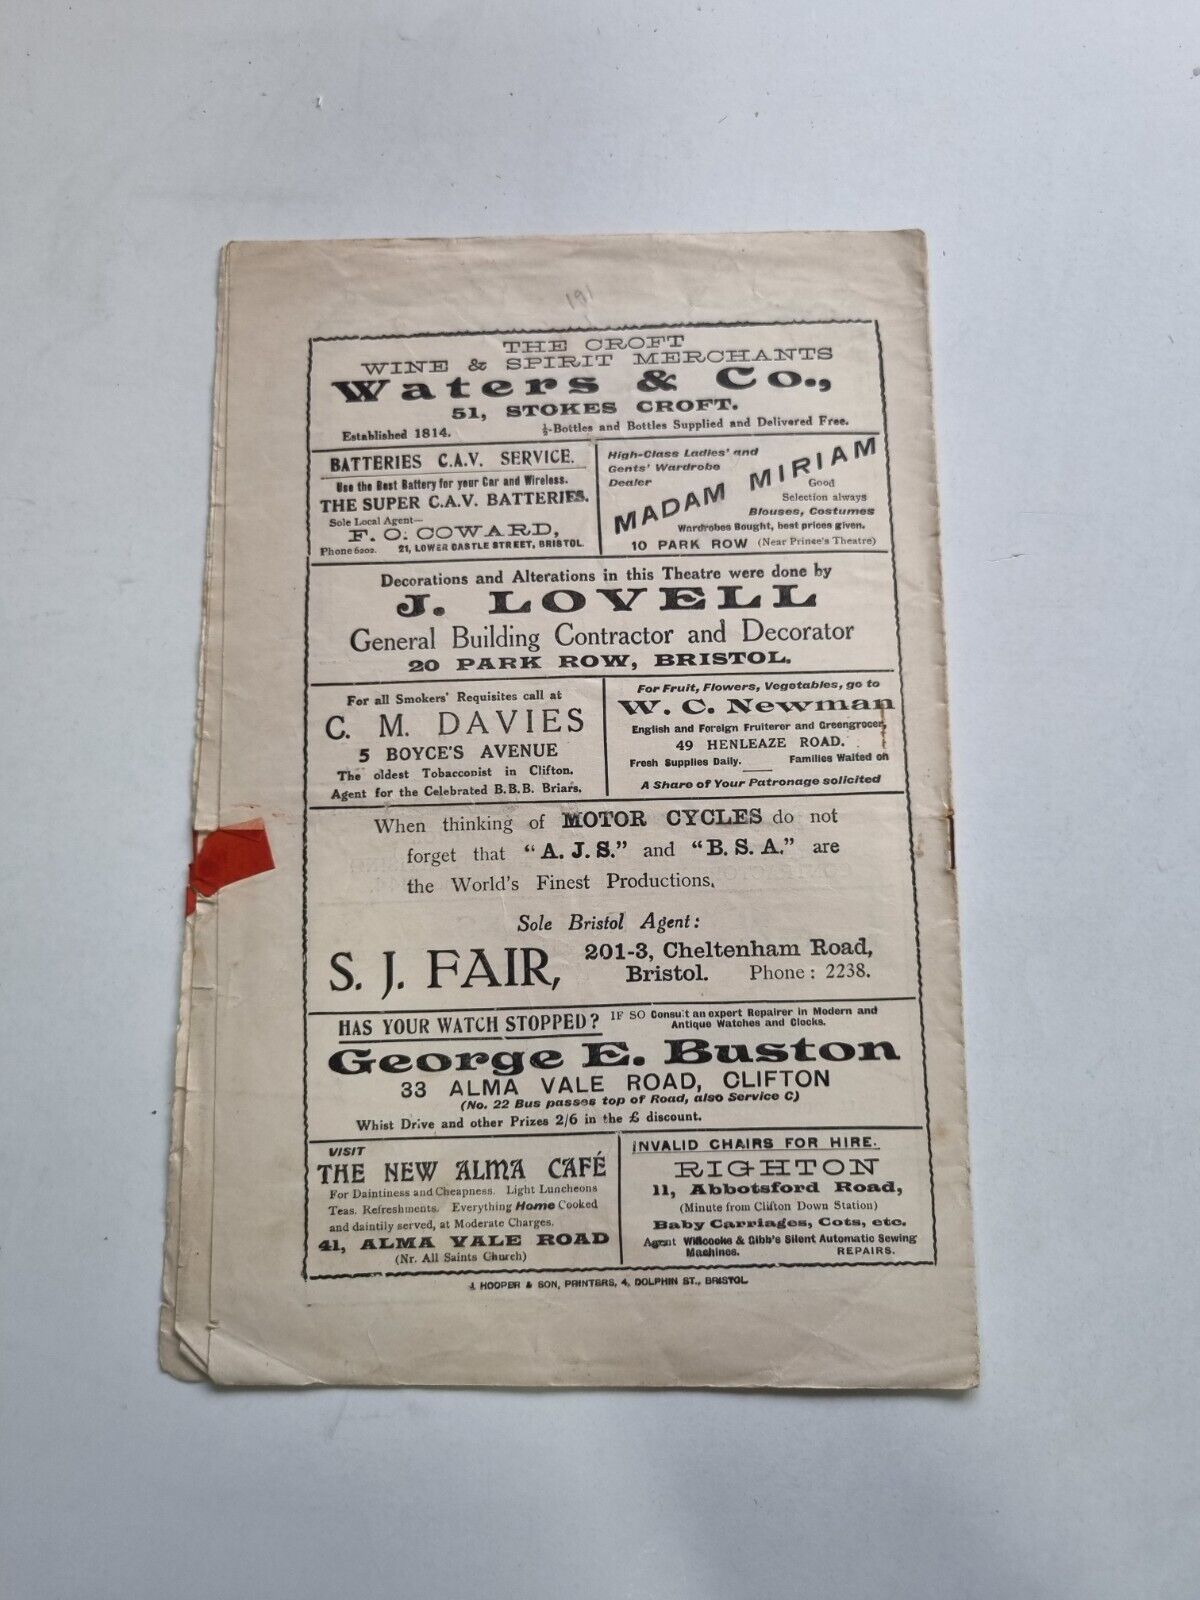 191
THE CROFT
WINE & SPIRIT MERCHANTS
Waters & Co.,
51, STOKES CROFT.
Established 1814.
½-Bottles and Bottles Supplied and Delivered Free.
BATTERIES C.A.V. SERVICE.
Use the Best Battery for your Car and Wireless.
THE SUPER C.A.V. BATTERIES.
Sole Local Agent—
F. O. COWARD,
Phone 6202. 21, LOWER CASTLE STREET, BRISTOL.
High-Class Ladies' and
Gents' Wardrobe
Dealer
MADAM MIRIAM
Good
Selection always
Blouses, Costumes
Wardrobes Bought, best prices given.
10 PARK ROW (Near Prince's Theatre)
Decorations and Alterations in this Theatre were done by
J. LOVELL
General Building Contractor and Decorator
20 PARK ROW, BRISTOL.
For all Smokers' Requisites call at
C. M. DAVIES
5 BOYCE'S AVENUE
The oldest Tobacconist in Clifton.
Agent for the Celebrated B.B.B. Briars.
For Fruit, Flowers, Vegetables, go to
W. C. Newman
English and Foreign Fruiterer and Greengrocer,
49 HENLEAZE ROAD.
Fresh Supplies Daily. Families Waited on
A Share of Your Patronage solicited
When thinking of MOTOR CYCLES do not
forget that "A. J. S." and "B. S. A." are
the World's Finest Productions.
Sole Bristol Agent:
S. J. FAIR,
201-3, Cheltenham Road,
Bristol. Phone: 2238.
HAS YOUR WATCH STOPPED?
IF SO Consult an expert Repairer in Modern and
Antique Watches and Clocks.
George E. Buston
33 ALMA VALE ROAD, CLIFTON
(No. 22 Bus passes top of Road, also Service C)
Whist Drive and other Prizes 2/6 in the £ discount.
VISIT
THE NEW ALMA CAFÉ
For Daintiness and Cheapness. Light Luncheons
Teas. Refreshments. Everything Home Cooked
and daintily served, at Moderate Charges.
41, ALMA VALE ROAD
(Nr. All Saints Church)
INVALID CHAIRS FOR HIRE.
RIGHTON
11, Abbotsford Road,
(Minute from Clifton Down Station)
Baby Carriages, Cots, etc.
Agent Willcocks & Gibb's Silent Automatic Sewing
Machines. REPAIRS.
J. HOOPER & SON, PRINTERS, 4, DOLPHIN ST., BRISTOL